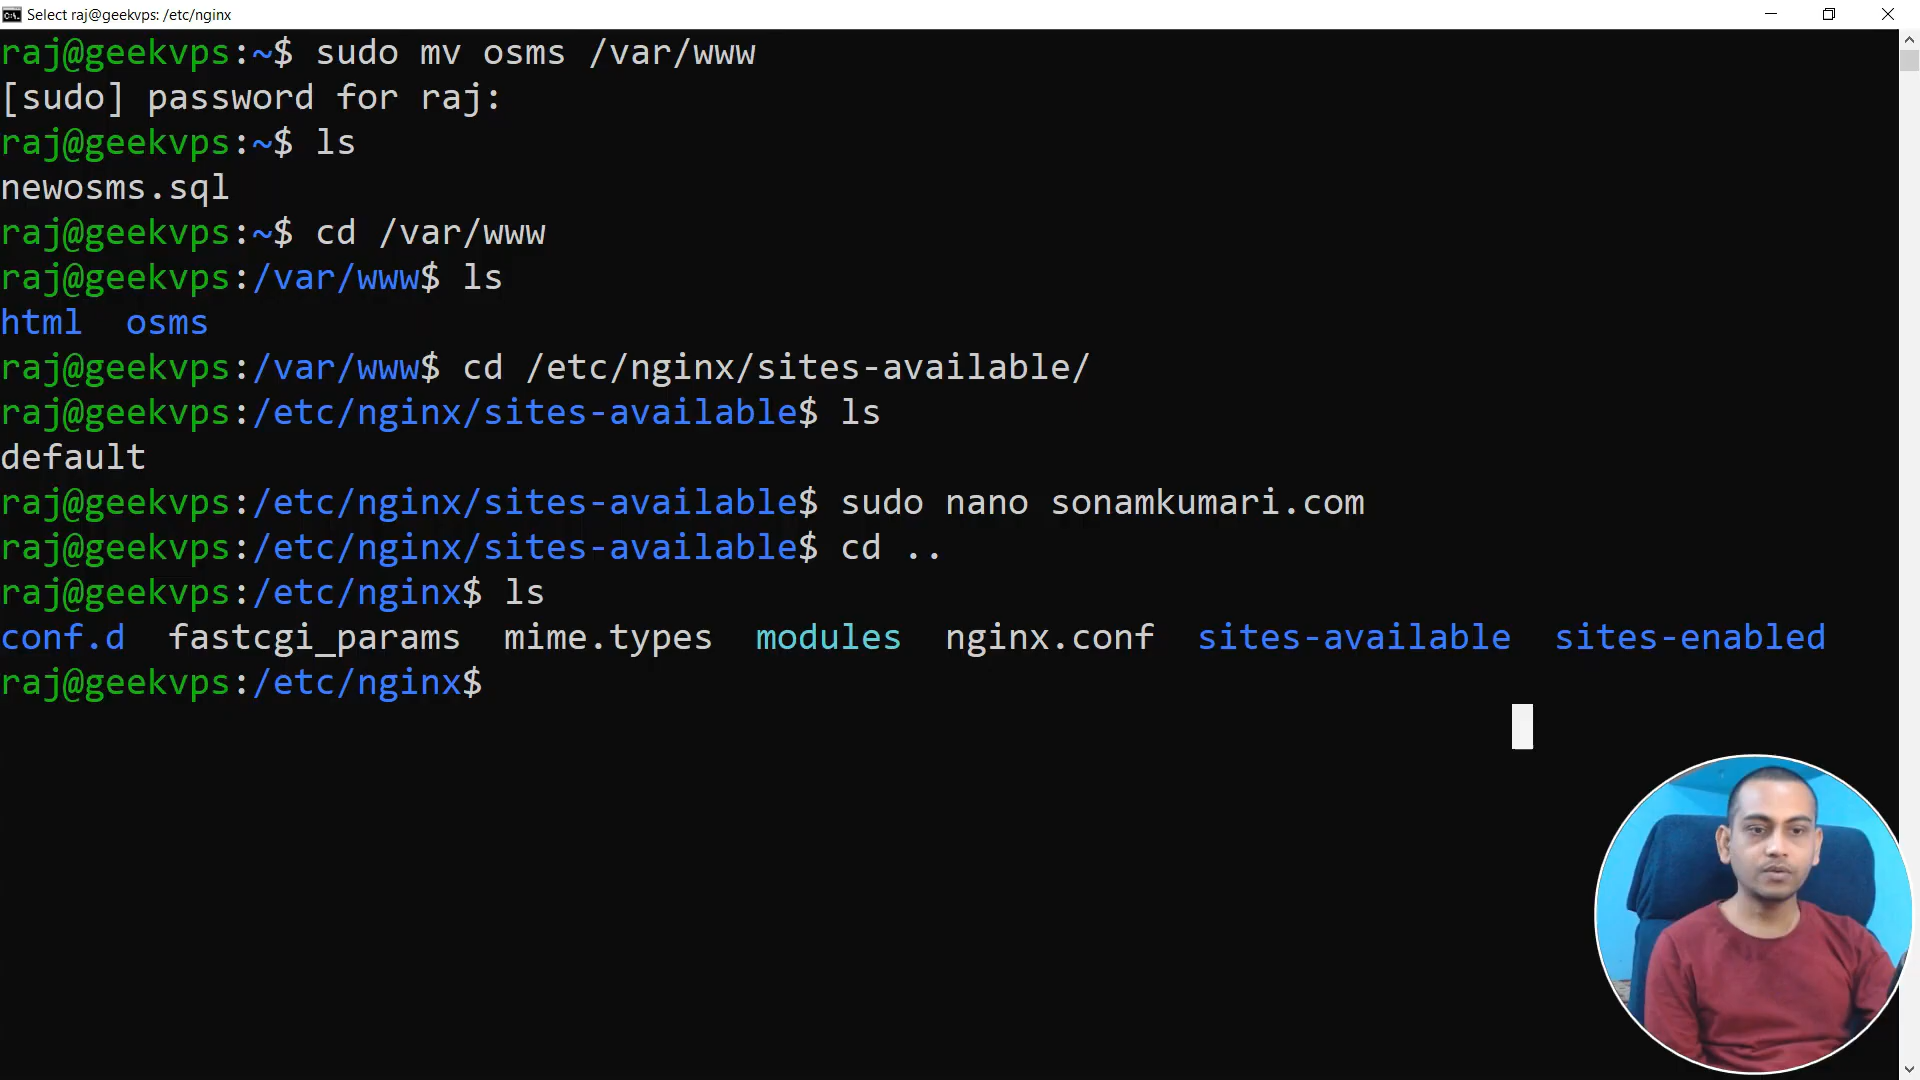 Select raj@geekvps: /etc/nginx
raj@geekvps:~$ sudo mv osms /var/www
[sudo] password for raj:
raj@geekvps:~$ ls
newosms.sql
raj@geekvps:~$ cd /var/www
raj@geekvps:/var/www$ ls
html  osms
raj@geekvps:/var/www$ cd /etc/nginx/sites-available/
raj@geekvps:/etc/nginx/sites-available$ ls
default
raj@geekvps:/etc/nginx/sites-available$ sudo nano sonamkumari.com
raj@geekvps:/etc/nginx/sites-available$ cd ..
raj@geekvps:/etc/nginx$ ls
conf.d  fastcgi_params  mime.types  modules  nginx.conf  sites-available  sites-enabled
raj@geekvps:/etc/nginx$